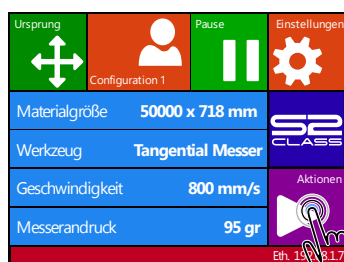 Ursprung
Configuration 1
Pause
Einstellungen
Materialgröße 50000 x 718 mm
Werkzeug Tangential Messer
S2
CLASS
Geschwindigkeit 800 mm/s
Aktionen
Messerandruck 95 gr
Eth.